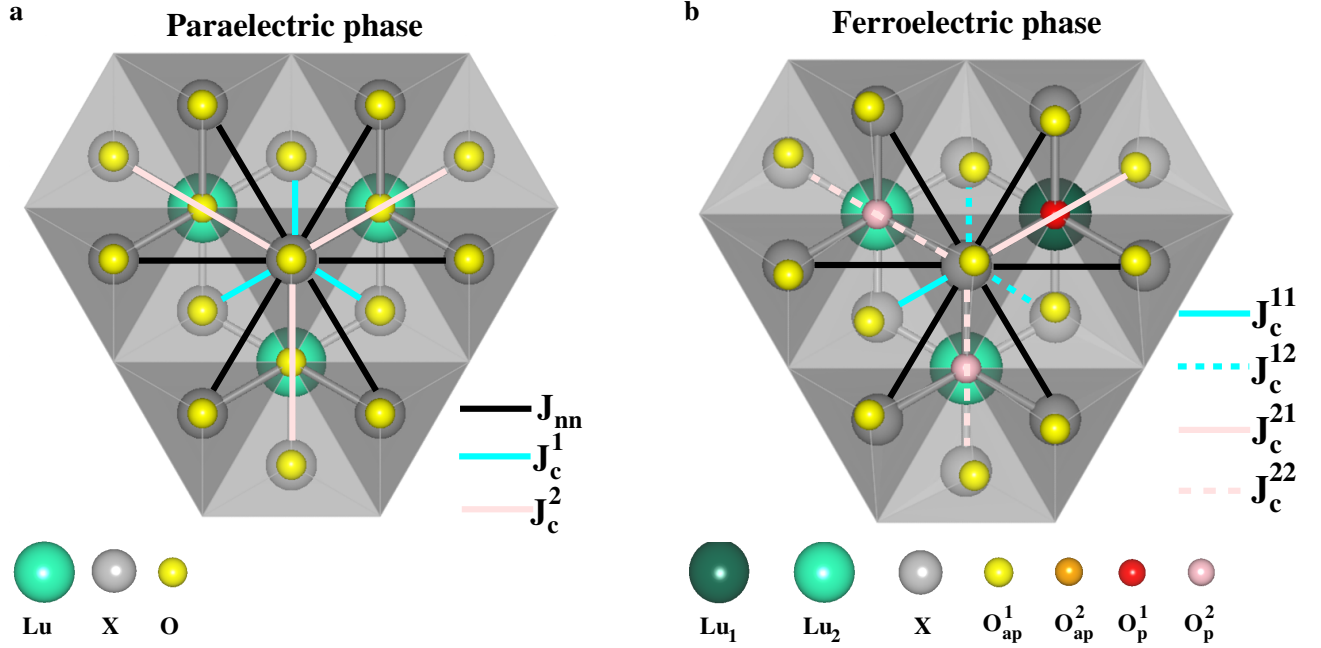 a
Paraelectric phase
J_nn
J_c^1
J_c^2
Lu X O
b
Ferroelectric phase
J_c^11
J_c^12
J_c^21
J_c^22
Lu_1 Lu_2 X O_ap^1 O_ap^2 O_p^1 O_p^2